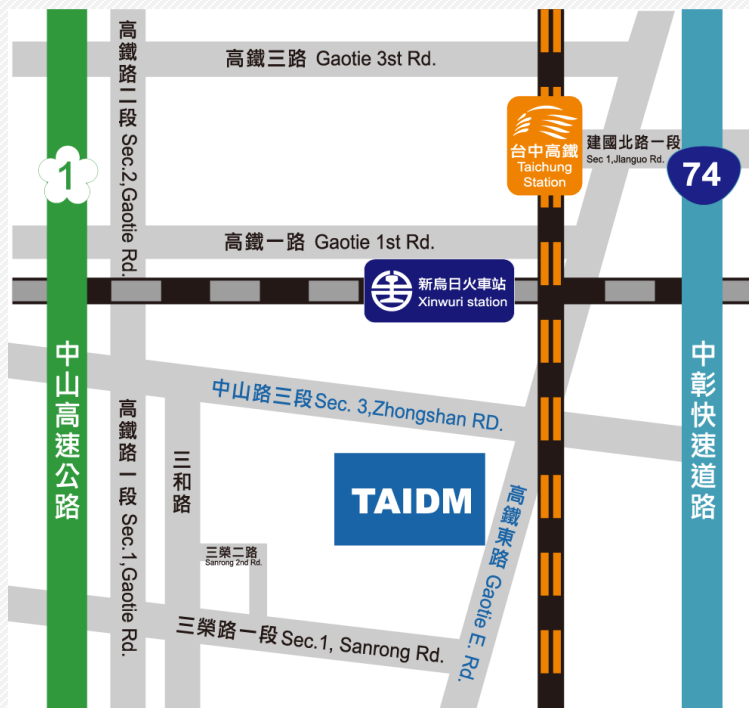 高鐵三路 Gaotie 3st Rd.
高鐵路二段 Sec.2,Gaotie Rd.
台中高鐵
Taichung
Station
建國北路一段
Sec 1,Jianguo Rd.
1
74
高鐵一路 Gaotie 1st Rd.
新烏日火車站
Xinwuri station
中山高速公路
中彰快速道路
中山路三段Sec. 3,Zhongshan RD.
高鐵路一段 Sec.1,Gaotie Rd.
三和路
TAIDM
高鐵東路 Gaotie E. Rd.
三榮二路
Sanrong 2nd Rd.
三榮路一段 Sec.1, Sanrong Rd.